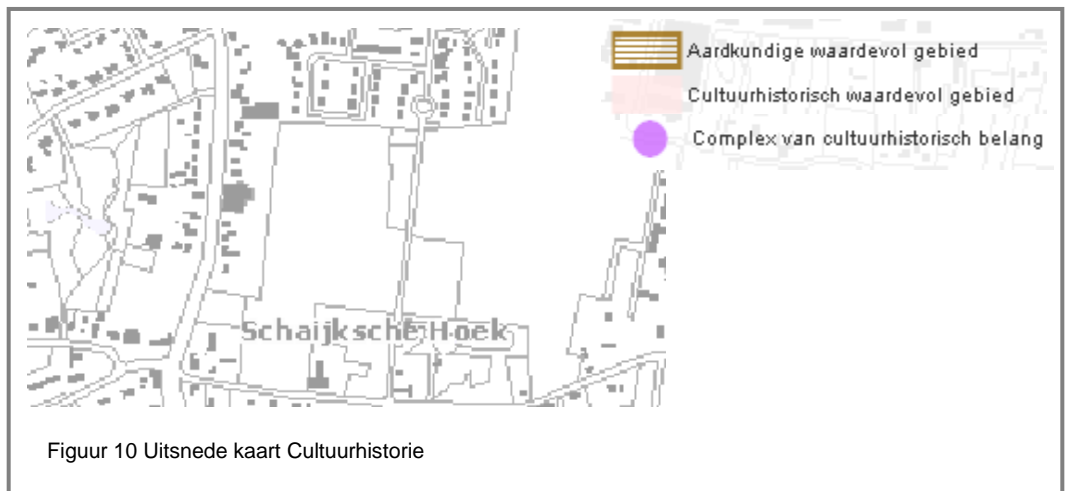 Aardkundige waardevol gebied
Cultuurhistorisch waardevol gebied
Complex van cultuurhistorisch belang
Schaijksche Hoek
Figuur 10 Uitsnede kaart Cultuurhistorie